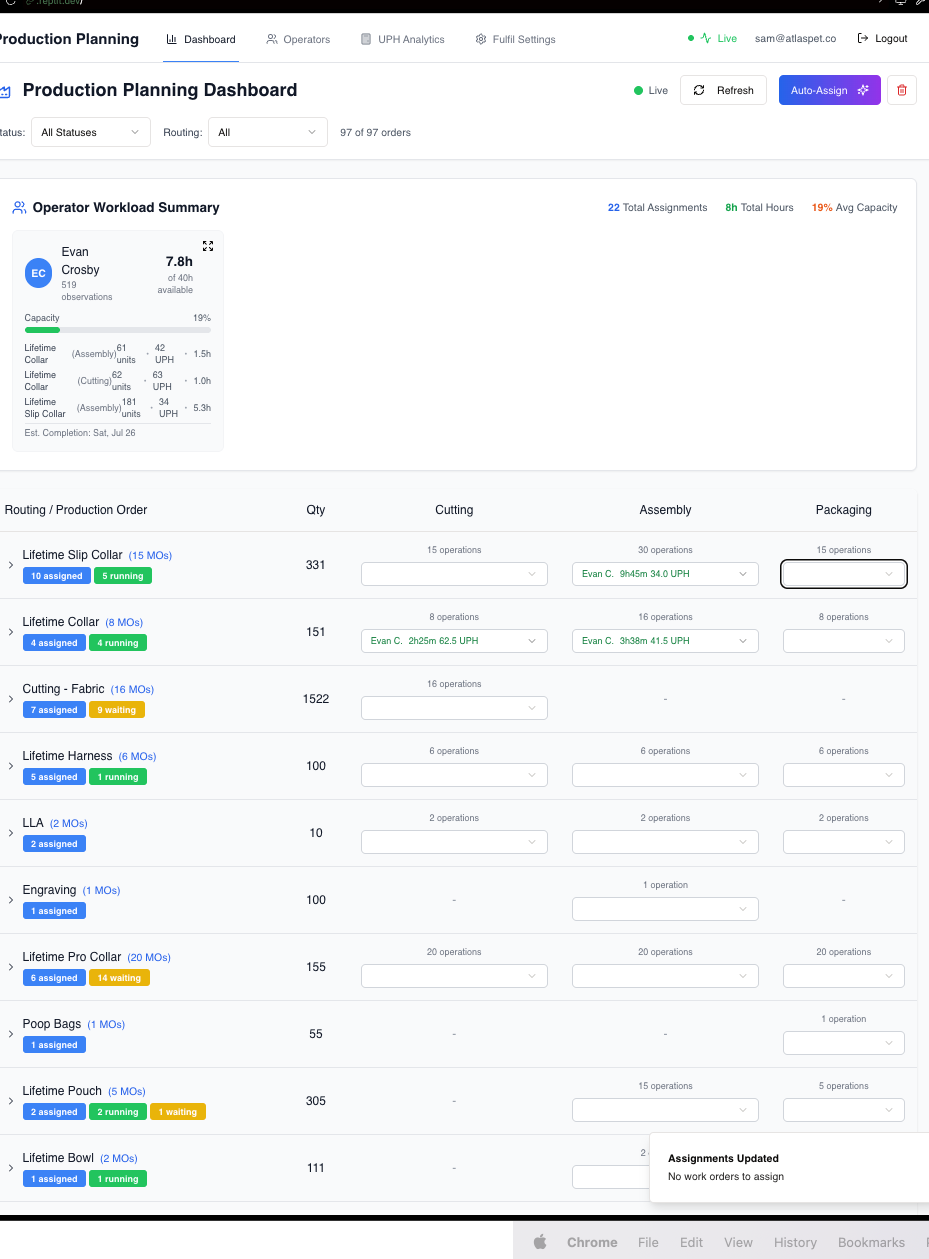 .replit.dev/
Production Planning
Dashboard
Operators
UPH Analytics
Fulfil Settings
Live
sam@atlaspet.co
Logout
Production Planning Dashboard
Live
Refresh
Auto-Assign
tatus:
All Statuses
Routing:
All
97 of 97 orders
Operator Workload Summary
22 Total Assignments
8h Total Hours
19% Avg Capacity
EC
Evan
Crosby
519
observations
7.8h
of 40h
available
Capacity
19%
Lifetime
Collar
(Assembly)
61
units
·
42
UPH
·
1.5h
Lifetime
Collar
(Cutting)
62
units
·
63
UPH
·
1.0h
Lifetime
Slip Collar
(Assembly)
181
units
·
34
UPH
·
5.3h
Est. Completion: Sat, Jul 26
Routing / Production Order
Qty
Cutting
Assembly
Packaging
Lifetime Slip Collar (15 MOs)
10 assigned
5 running
331
15 operations
30 operations
Evan C. 9h45m 34.0 UPH
15 operations
Lifetime Collar (8 MOs)
4 assigned
4 running
151
8 operations
Evan C. 2h25m 62.5 UPH
16 operations
Evan C. 3h38m 41.5 UPH
8 operations
Cutting - Fabric (16 MOs)
7 assigned
9 waiting
1522
16 operations
-
-
Lifetime Harness (6 MOs)
5 assigned
1 running
100
6 operations
6 operations
6 operations
LLA (2 MOs)
2 assigned
10
2 operations
2 operations
2 operations
Engraving (1 MOs)
1 assigned
100
-
1 operation
-
Lifetime Pro Collar (20 MOs)
6 assigned
14 waiting
155
20 operations
20 operations
20 operations
Poop Bags (1 MOs)
1 assigned
55
-
-
1 operation
Lifetime Pouch (5 MOs)
2 assigned
2 running
1 waiting
305
-
15 operations
5 operations
Lifetime Bowl (2 MOs)
1 assigned
1 running
111
-
2
Assignments Updated
No work orders to assign
Chrome
File
Edit
View
History
Bookmarks